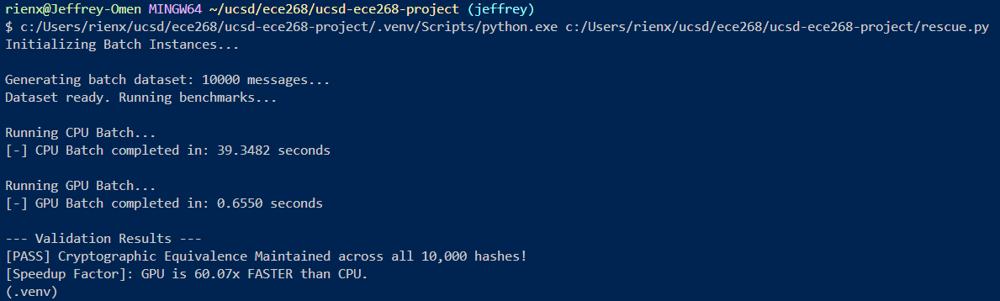 rienx@Jeffrey-Omen MINGW64 ~/ucsd/ece268/ucsd-ece268-project (jeffrey)
$ c:/Users/rienx/ucsd/ece268/ucsd-ece268-project/.venv/Scripts/python.exe c:/Users/rienx/ucsd/ece268/ucsd-ece268-project/rescue.py
Initializing Batch Instances...
Generating batch dataset: 10000 messages...
Dataset ready. Running benchmarks...
Running CPU Batch...
[-] CPU Batch completed in: 39.3482 seconds
Running GPU Batch...
[-] GPU Batch completed in: 0.6550 seconds
--- Validation Results ---
[PASS] Cryptographic Equivalence Maintained across all 10,000 hashes!
[Speedup Factor]: GPU is 60.07x FASTER than CPU.
(.venv)